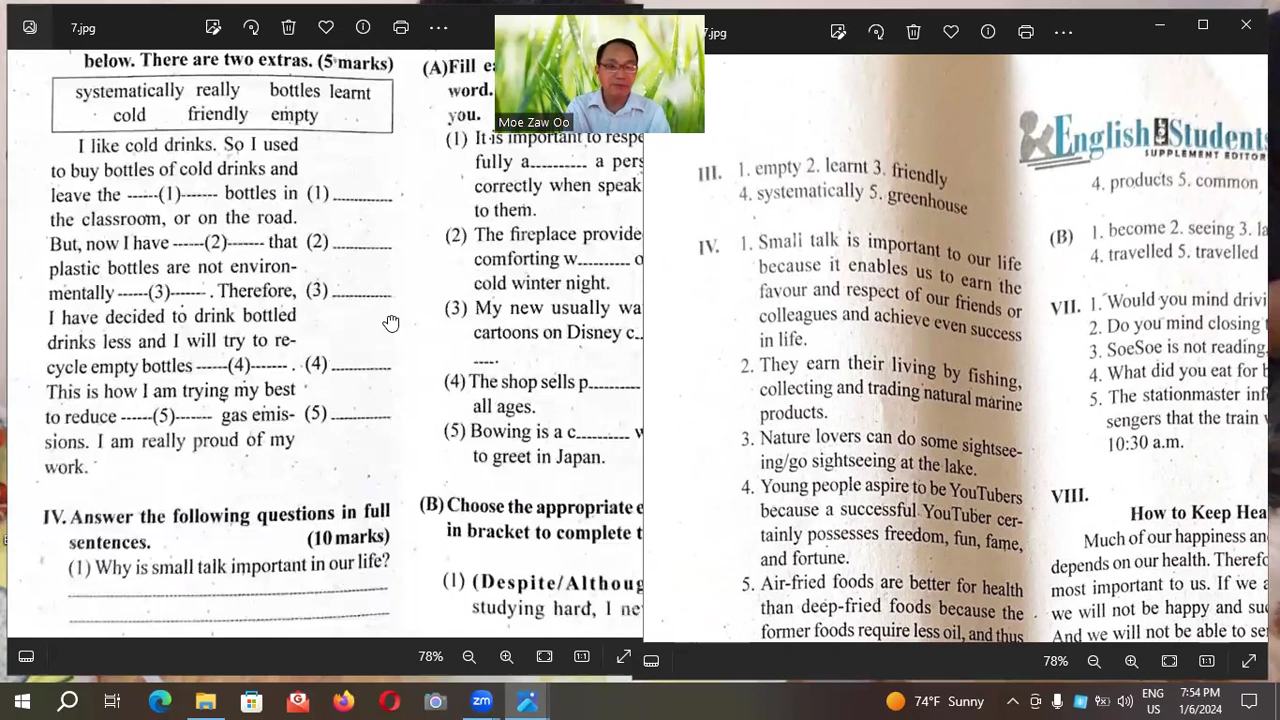 7.jpg
7.jpg
below. There are two extras. (5 marks)
systematically really bottles learnt
cold friendly empty
I like cold drinks. So I used
to buy bottles of cold drinks and
leave the ------(1)------- bottles in (1)
the classroom, or on the road.
But, now I have ------(2)------- that (2)
plastic bottles are not environ-
mentally ------(3)------- . Therefore, (3)
I have decided to drink bottled
drinks less and I will try to re-
cycle empty bottles ------(4)------- . (4)
This is how I am trying my best
to reduce ------(5)------- gas emis- (5)
sions. I am really proud of my
work.
IV. Answer the following questions in full
sentences. (10 marks)
(1) Why is small talk important in our life?
(A)Fill
word.
you.
(1) It is important to
fully a.......... a
correctly when speak
to them.
(2) The fireplace provide
comforting w..........
cold winter night.
(3) My new usually
cartoons on Disney c..
-----.
(4) The shop sells p..........
all ages.
(5) Bowing is a c..........
to greet in Japan.
(B) Choose the appropriate
in bracket to complete
(1) (Despite/Althoug
studying hard, I
Moe Zaw Oo
III. 1. empty 2. learnt 3. friendly
4. systematically 5. greenhouse
IV. 1. Small talk is important to our life
because it enables us to earn the
favour and respect of our friends or
colleagues and achieve even success
in life.
2. They earn their living by fishing,
collecting and trading natural marine
products.
3. Nature lovers can do some sightsee-
ing/go sightseeing at the lake.
4. Young people aspire to be YouTubers
because a successful YouTuber cer-
tainly possesses freedom, fun, fame,
and fortune.
5. Air-fried foods are better for health
than deep-fried foods because the
former foods require less oil, and thus
English Students
SUPPLEMENT EDITOR
4. products 5. common
(B) 1. become 2. seeing 3.
4. travelled 5. travelled
VII. 1. Would you mind drivi
2. Do you mind closing
3. SoeSoe is not reading
4. What did you eat for
5. The stationmaster inf
sengers that the train
10:30 a.m.
VIII.
How to Keep Hea
Much of our happiness an
depends on our health. Therefo
most important to us. If we
we will not be happy and su
And we will not be able to se
78%
1:1
78%
1:1
zm
74°F Sunny
ENG
US
7:54 PM
1/6/2024